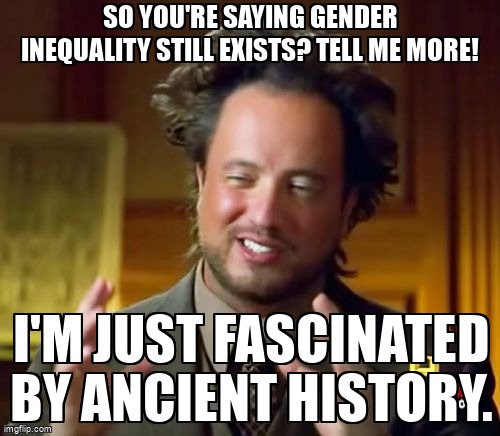 SO YOU'RE SAYING GENDER
INEQUALITY STILL EXISTS? TELL ME MORE!
I'M JUST FASCINATED
BY ANCIENT HISTORY.
imgflip.com